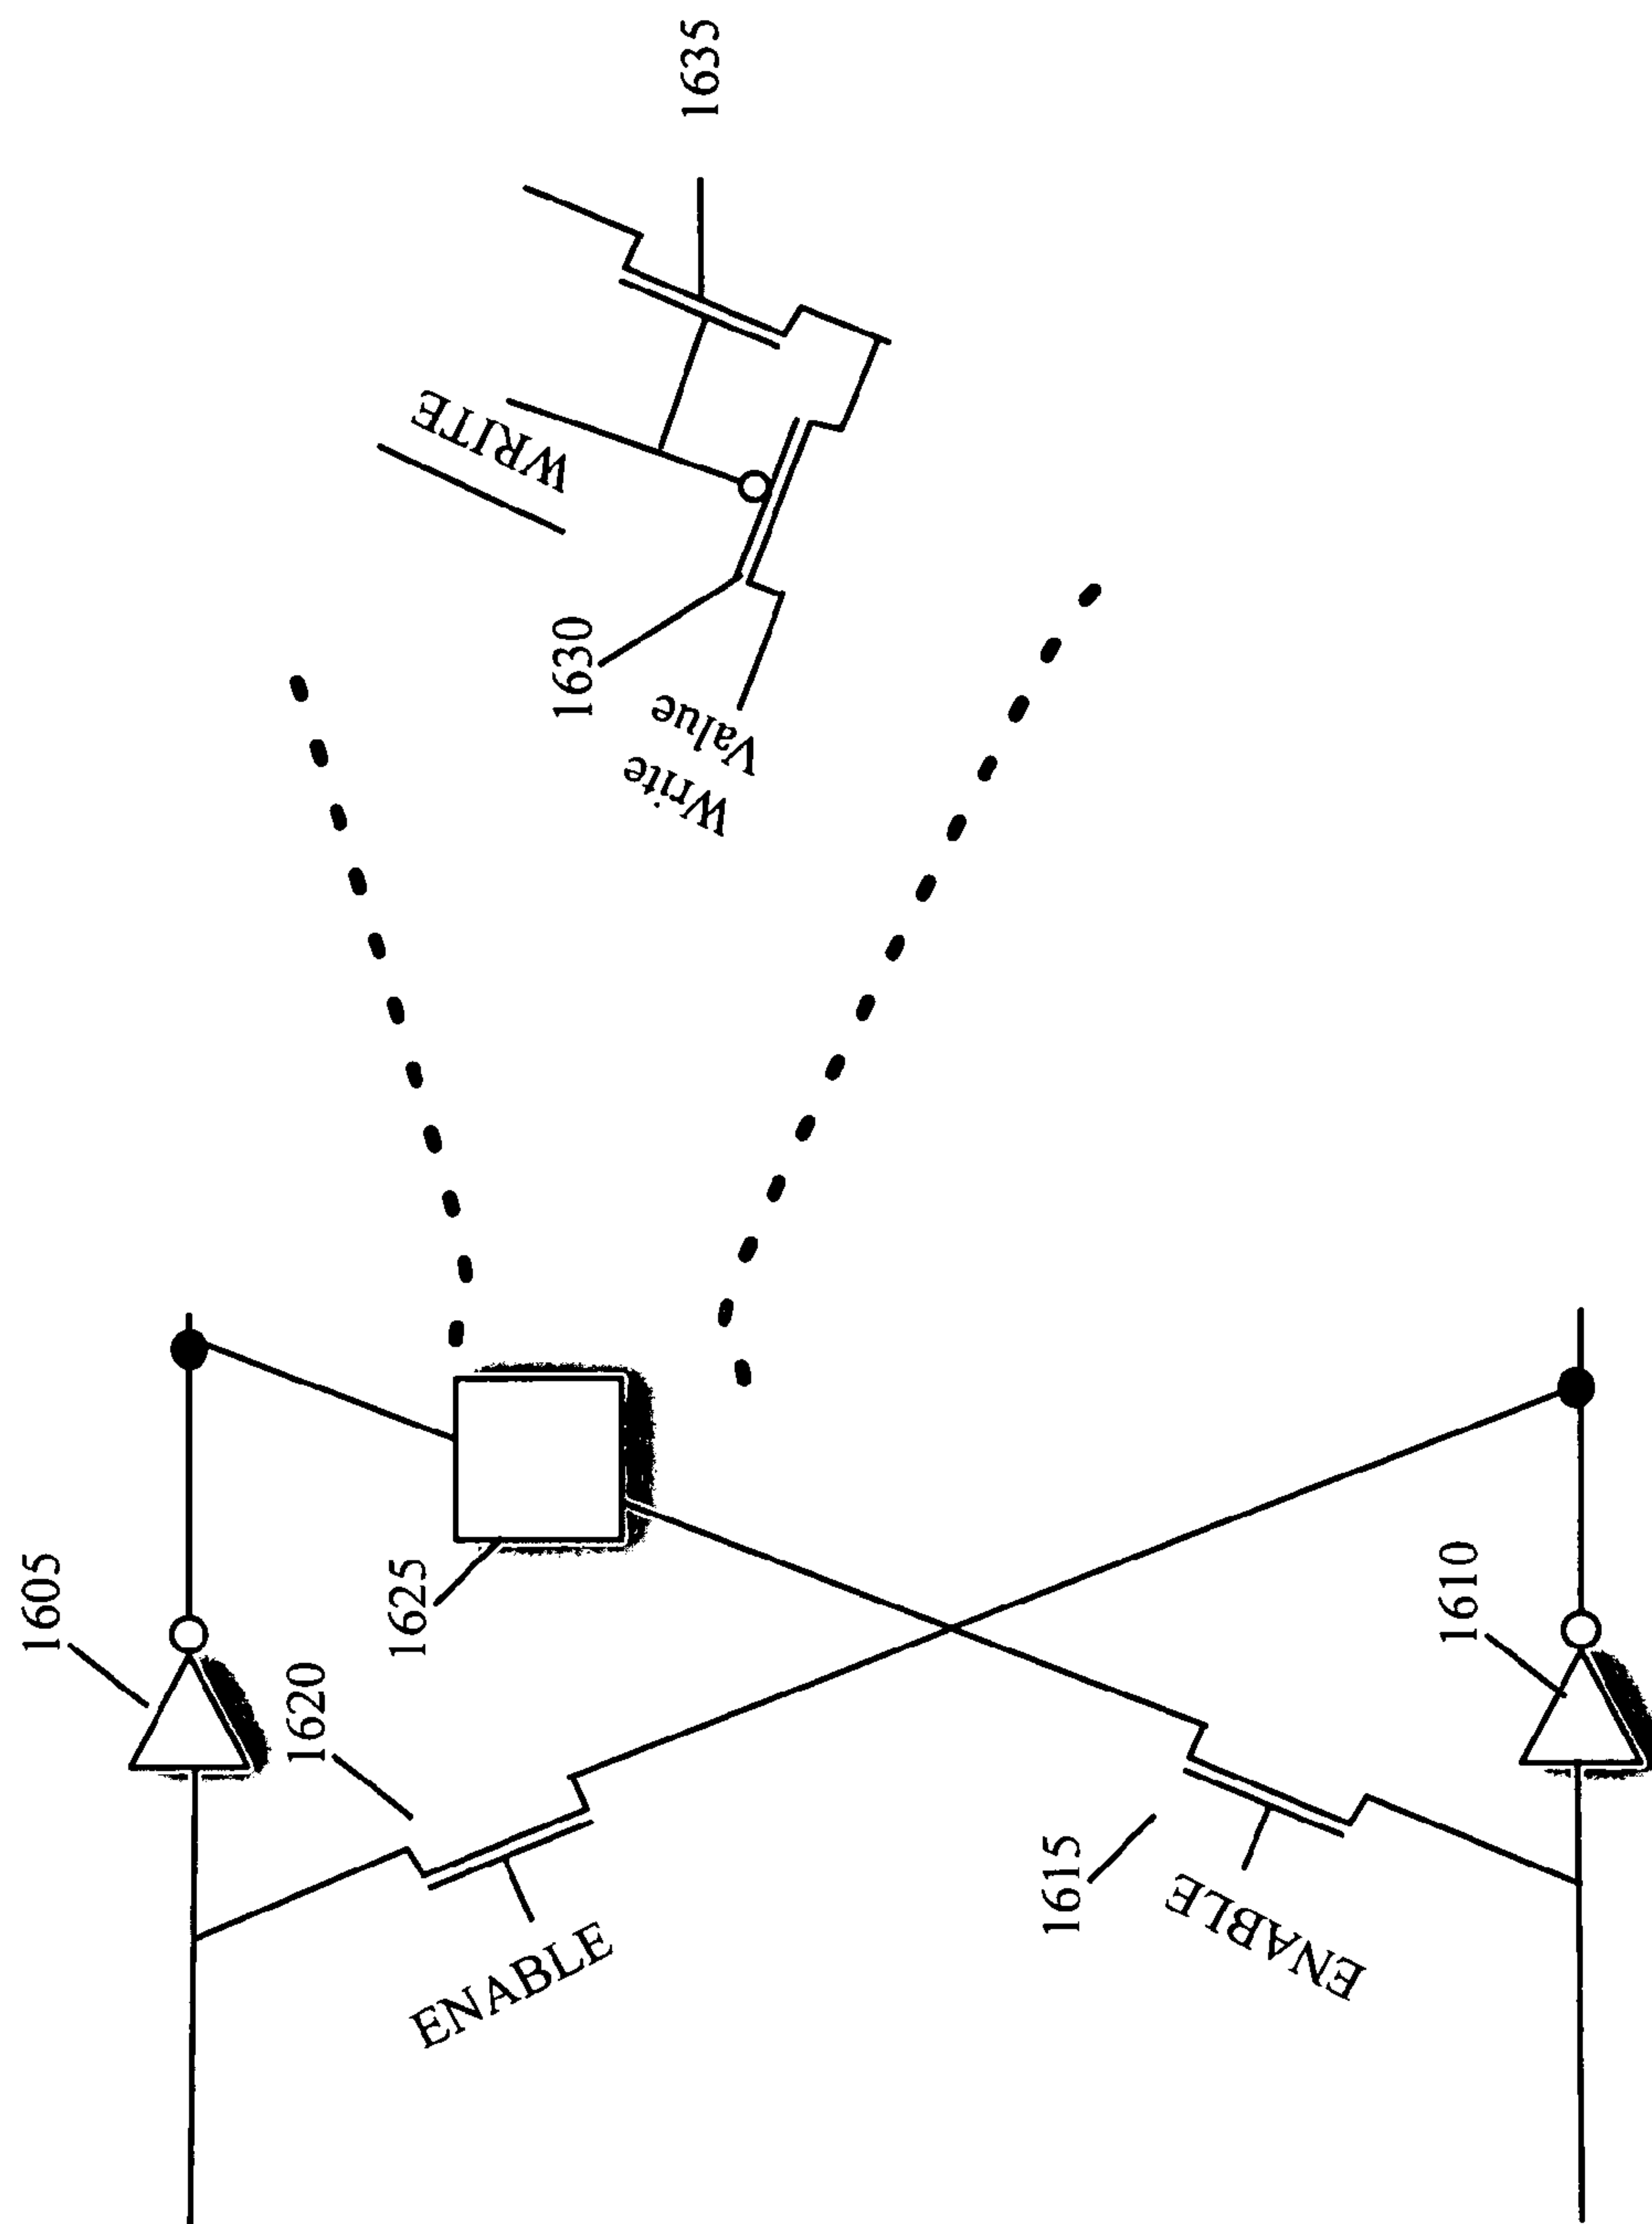 1605
1620
ENABLE
1625
WRITE
1630
Write
Value
1635
1615
ENABLE
1610